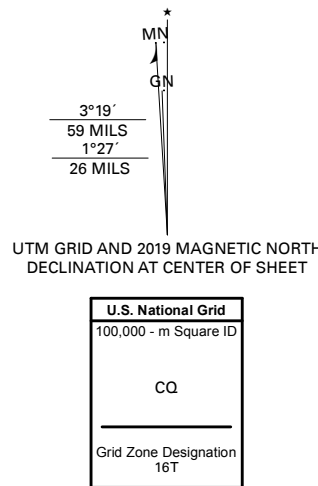 ★
MN
GN
3°19´
59 MILS
1°27´
26 MILS
UTM GRID AND 2019 MAGNETIC NORTH
DECLINATION AT CENTER OF SHEET
U.S. National Grid
100,000 - m Square ID
CQ
Grid Zone Designation
16T